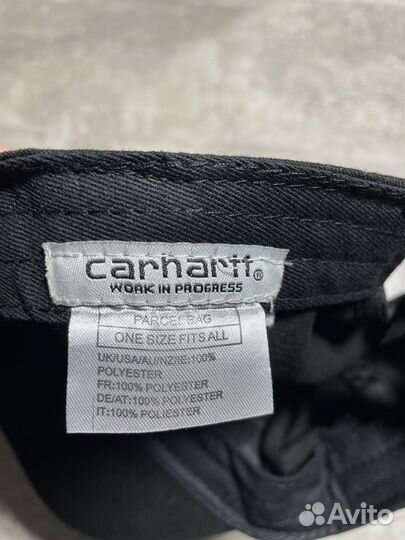 carhartt®
WORK IN PROGRESS
PARCEL BAG
ONE SIZE FITS ALL
UK/USA/AU/NZ/IE:100%
POLYESTER
FR:100% POLYESTER
DE/AT:100% POLYESTER
IT:100% POLYESTER
Avito